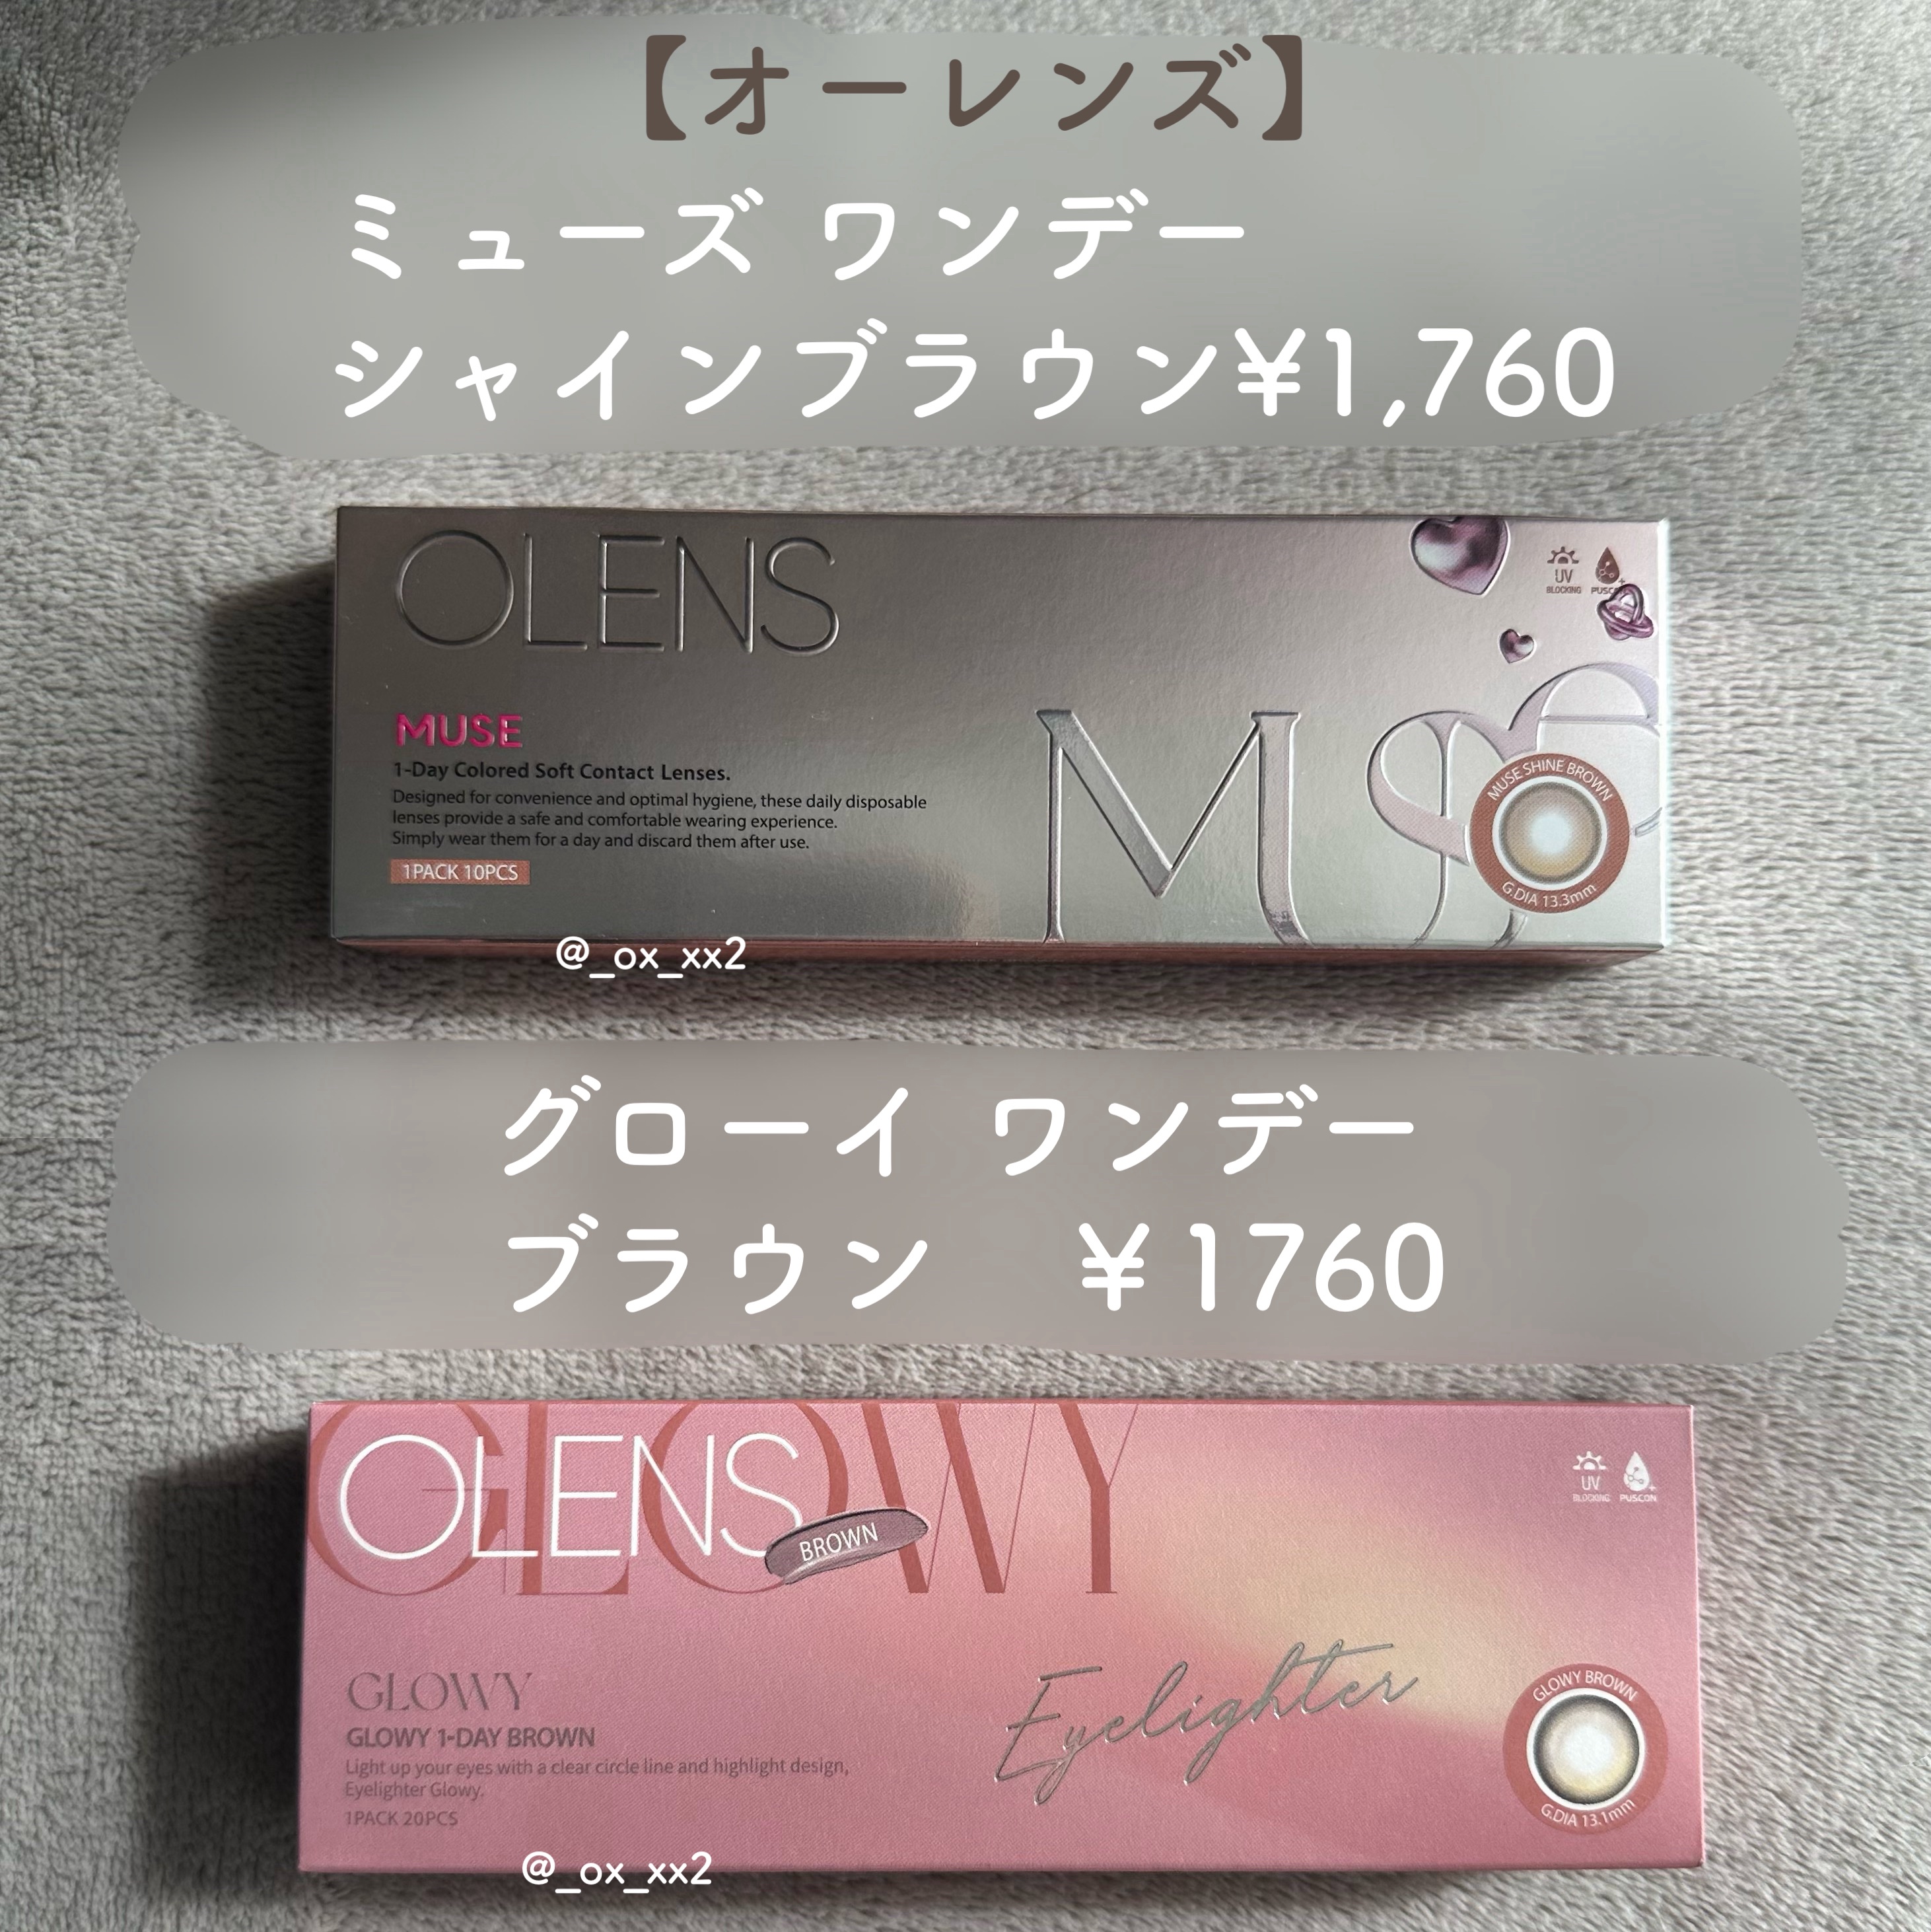 【オーレンズ】
ミューズ ワンデー
シャインブラウン¥1,760
OLENS
UV
BLOCKING
MUSE
1-Day Colored Soft Contact Lenses.
Designed for convenience and optimal hygiene, these daily disposable
lenses provide a safe and comfortable wearing experience.
Simply wear them for a day and discard them after use.
1PACK 10PCS
MUSE
MUSE SHINE BROWN
G.DIA 13.3mm
@_ox_xx2
グローイ ワンデー
ブラウン ¥1760
GLOWY
OLENS
BROWN
UV
BLOCKING
PUSCON
GLOWY
GLOWY 1-DAY BROWN
Light up your eyes with a clear circle line and highlight design,
Eyelighter Glowy.
1PACK 20PCS
Eyelighter
GLOWY BROWN
G.DIA 13.1mm
@_ox_xx2